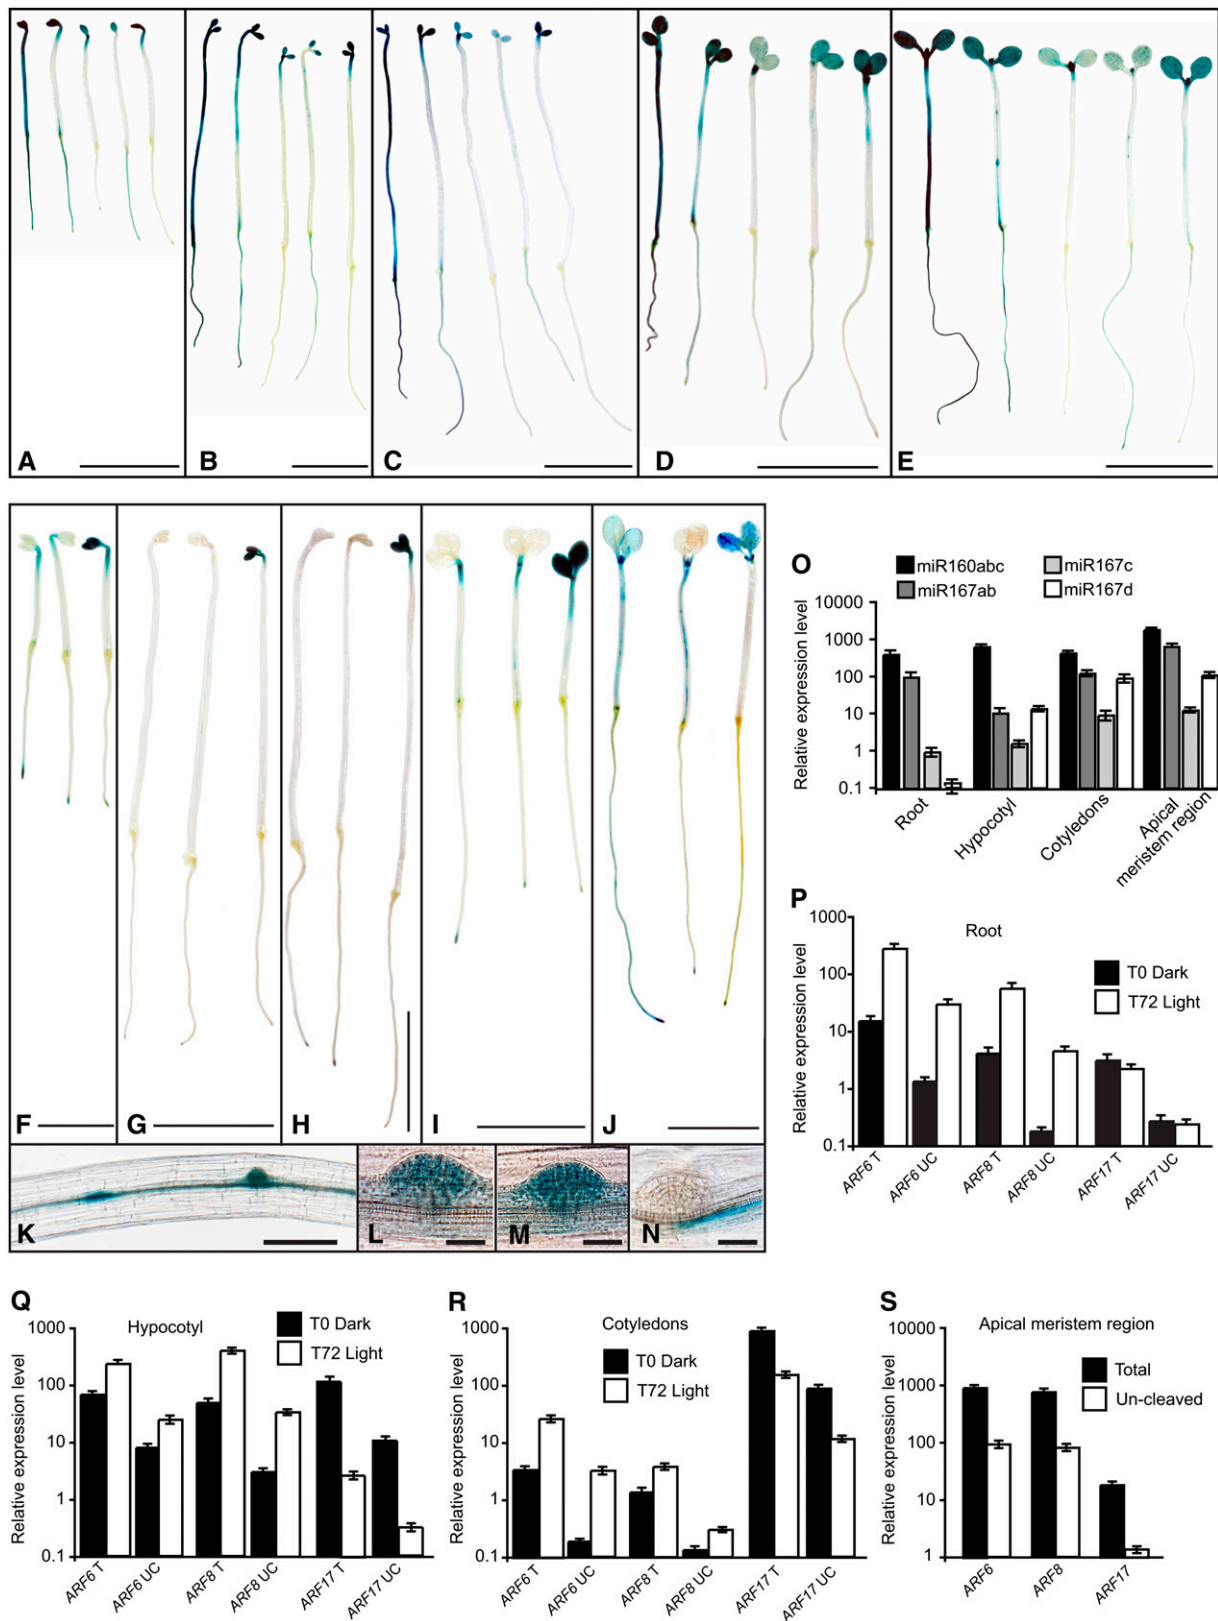 A
B
C
D
E
F
G
H
I
J
K
L
M
N
O
miR160abc
miR167c
miR167ab
miR167d
Relative expression level
10000
1000
100
10
1
0.1
Root
Hypocotyl
Cotyledons
Apical
meristem region
P
Root
T0 Dark
T72 Light
Relative expression level
1000
100
10
1
0.1
ARF6 T
ARF6 UC
ARF8 T
ARF8 UC
ARF17 T
ARF17 UC
Q
Hypocotyl
T0 Dark
T72 Light
Relative expression level
1000
100
10
1
0.1
ARF6 T
ARF6 UC
ARF8 T
ARF8 UC
ARF17 T
ARF17 UC
R
Cotyledons
T0 Dark
T72 Light
Relative expression level
1000
100
10
1
0.1
ARF6 T
ARF6 UC
ARF8 T
ARF8 UC
ARF17 T
ARF17 UC
S
Apical meristem region
Total
Un-cleaved
Relative expression level
10000
1000
100
10
1
ARF6
ARF8
ARF17